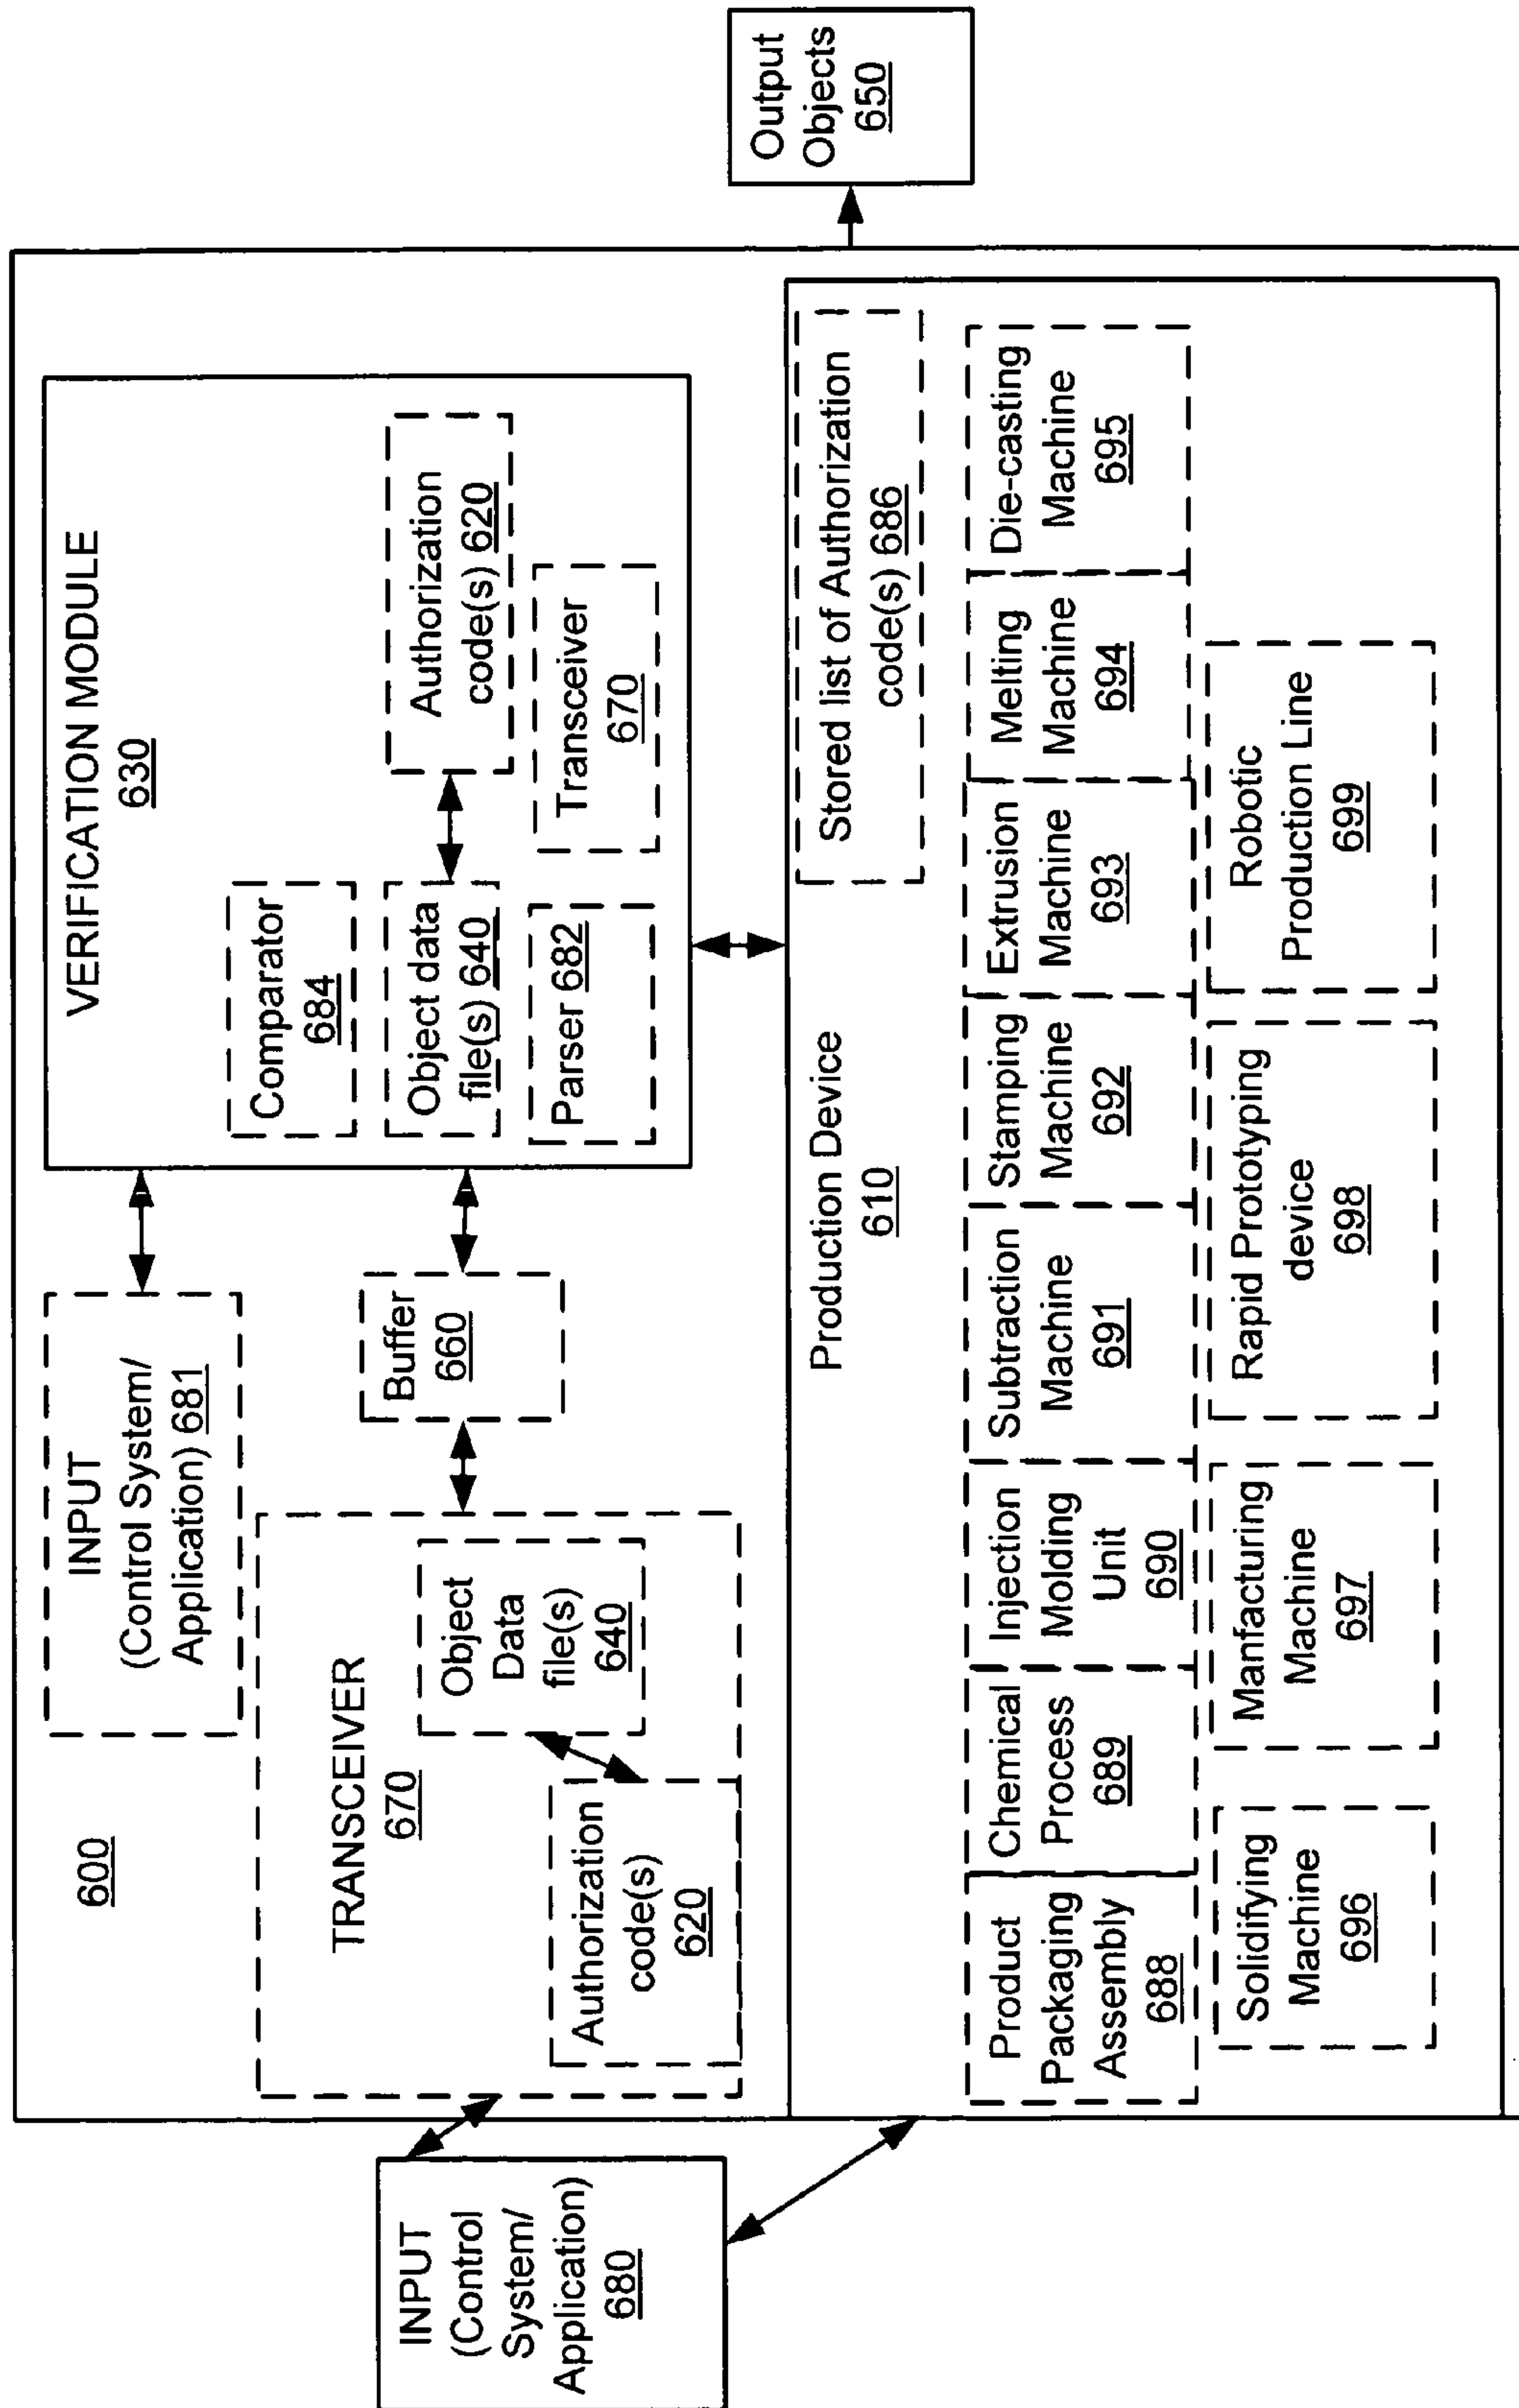 600
INPUT
(Control System/
Application) 681
VERIFICATION MODULE
630
TRANSCEIVER
670
Object
Data
file(s)
640
Authorization
code(s)
620
Buffer
660
Comparator
684
Object data
file(s) 640
Authorization
code(s) 620
Parser 682
Transceiver
670
INPUT
(Control
System/
Application)
680
Output
Objects
650
Production Device
610
Stored list of Authorization
code(s) 686
Product
Packaging
Assembly
688
Chemical
Process
689
Injection
Molding
Unit
690
Subtraction
Machine
691
Stamping
Machine
692
Extrusion
Machine
693
Melting
Machine
694
Die-casting
Machine
695
Solidifying
Machine
696
Manfacturing
Machine
697
Rapid Prototyping
device
698
Robotic
Production Line
699